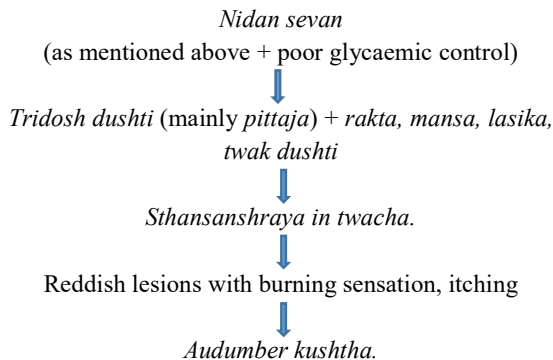 Nidan sevan
(as mentioned above + poor glycaemic control)
Tridosh dushti (mainly pittaja) + rakta, mansa, lasika,
twak dushti
Sthansanshraya in twacha.
Reddish lesions with burning sensation, itching
Audumber kushtha.